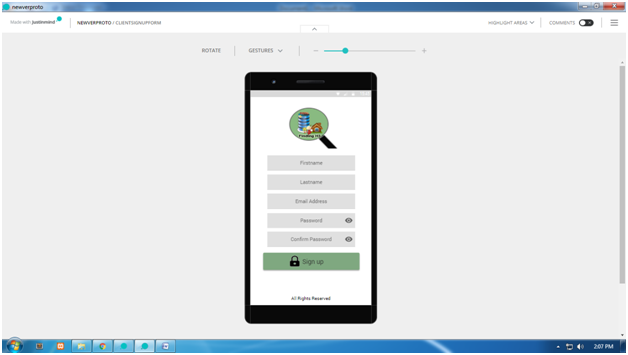 newverproto
Made with justinmind
NEWVERPROTO / CLIENTSIGNUPFORM
HIGHLIGHT AREAS
COMMENTS
ROTATE
GESTURES
Finding
Firstname
Lastname
Email Address
Password
Confirm Password
Sign up
All Rights Reserved
2:07 PM